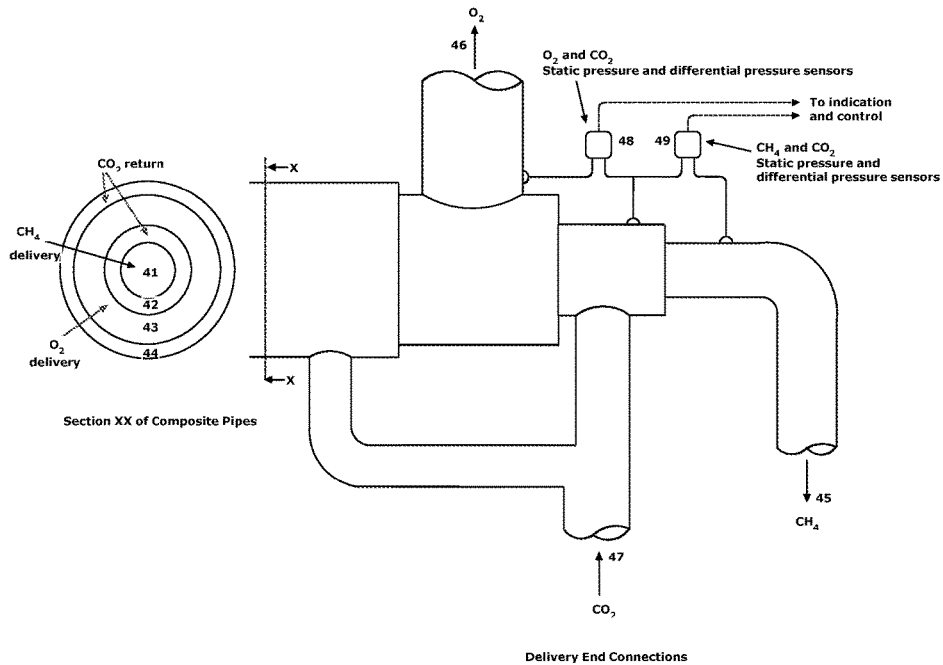 O₂
46
O₂ and CO₂
Static pressure and differential pressure sensors
To indication
and control
48
49
CH₄ and CO₂
Static pressure and
differential pressure sensors
CO₂ return
X
CH₄
delivery
41
42
43
44
O₂
delivery
X
Section XX of Composite Pipes
45
CH₄
47
CO₂
Delivery End Connections